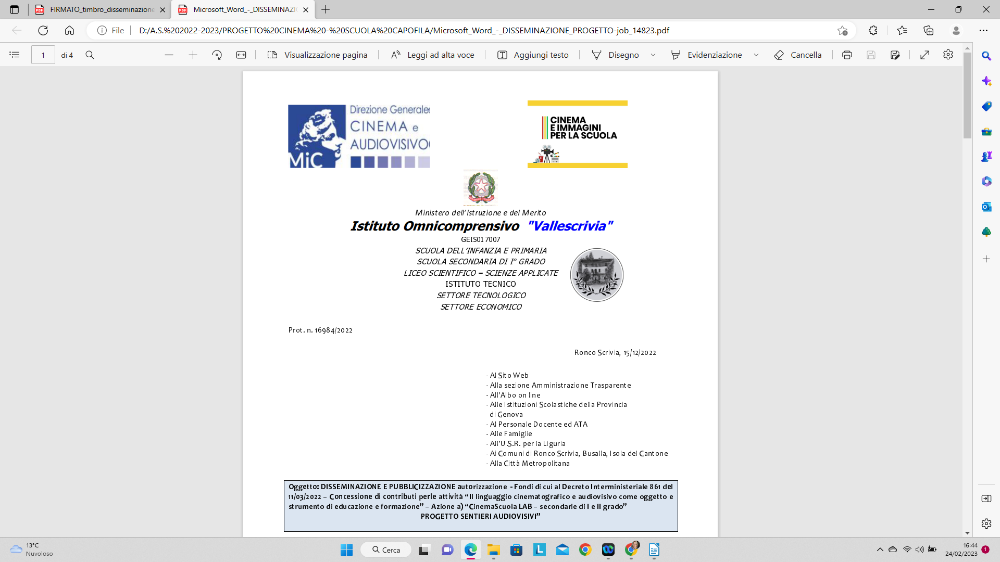 FIRMATO_timbro_disseminazione
Microsoft_Word_-_DISSEMINAZI
File
D:/A.S.%202022-2023/PROGETTO%20CINEMA%20-%20SCUOLA%20CAPOFILA/Microsoft_Word_-_DISSEMINAZIONE_PROGETTO-job_14823.pdf
1 di 4
Visualizzazione pagina
Leggi ad alta voce
Aggiungi testo
Disegno
Evidenziazione
Cancella
Direzione Generale
CINEMA e
AUDIOVISIVO
MiC
CINEMA
E IMMAGINI
PER LA SCUOLA
Ministero dell'Istruzione e del Merito
Istituto Omnicomprensivo "Vallescrivia"
GEIS017007
SCUOLA DELL'INFANZIA E PRIMARIA
SCUOLA SECONDARIA DI I° GRADO
LICEO SCIENTIFICO – SCIENZE APPLICATE
ISTITUTO TECNICO
SETTORE TECNOLOGICO
SETTORE ECONOMICO
Prot. n. 16984/2022
Ronco Scrivia, 15/12/2022
- Al Sito Web
- Alla sezione Amministrazione Trasparente
- All'Albo on line
- Alle Istituzioni Scolastiche della Provincia
di Genova
- Al Personale Docente ed ATA
- Alle Famiglie
- All'U.S.R. per la Liguria
- Ai Comuni di Ronco Scrivia, Busalla, Isola del Cantone
- Alla Città Metropolitana
Oggetto: DISSEMINAZIONE E PUBBLICIZZAZIONE autorizzazione - Fondi di cui al Decreto Interministeriale 861 del
11/03/2022 – Concessione di contributi perle attività “Il linguaggio cinematografico e audiovisivo come oggetto e
strumento di educazione e formazione” – Azione a) “CinemaScuola LAB – secondarie di I e II grado”
PROGETTO SENTIERI AUDIOVISIVI”
13°C
Nuvoloso
Cerca
16:44
24/02/2023
1